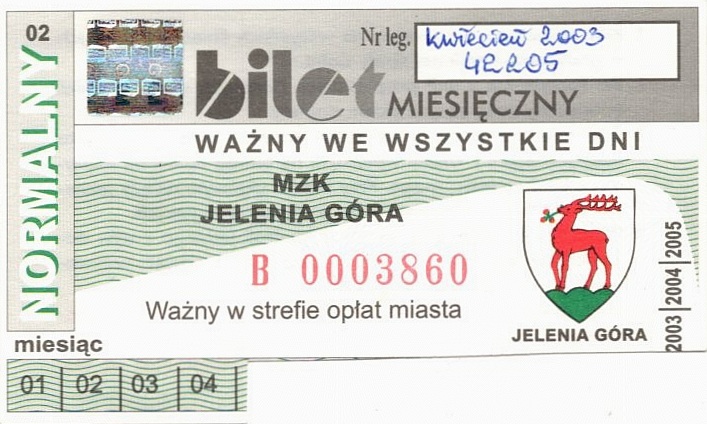 02
NORMALNY
Nr leg. kwiecień 2003
42205
bilet MIESIĘCZNY
WAŻNY WE WSZYSTKIE DNI
MZK
JELENIA GÓRA
B 0003860
Ważny w strefie opłat miasta
JELENIA GÓRA
2003|2004|2005
miesiąc
01 02 03 04